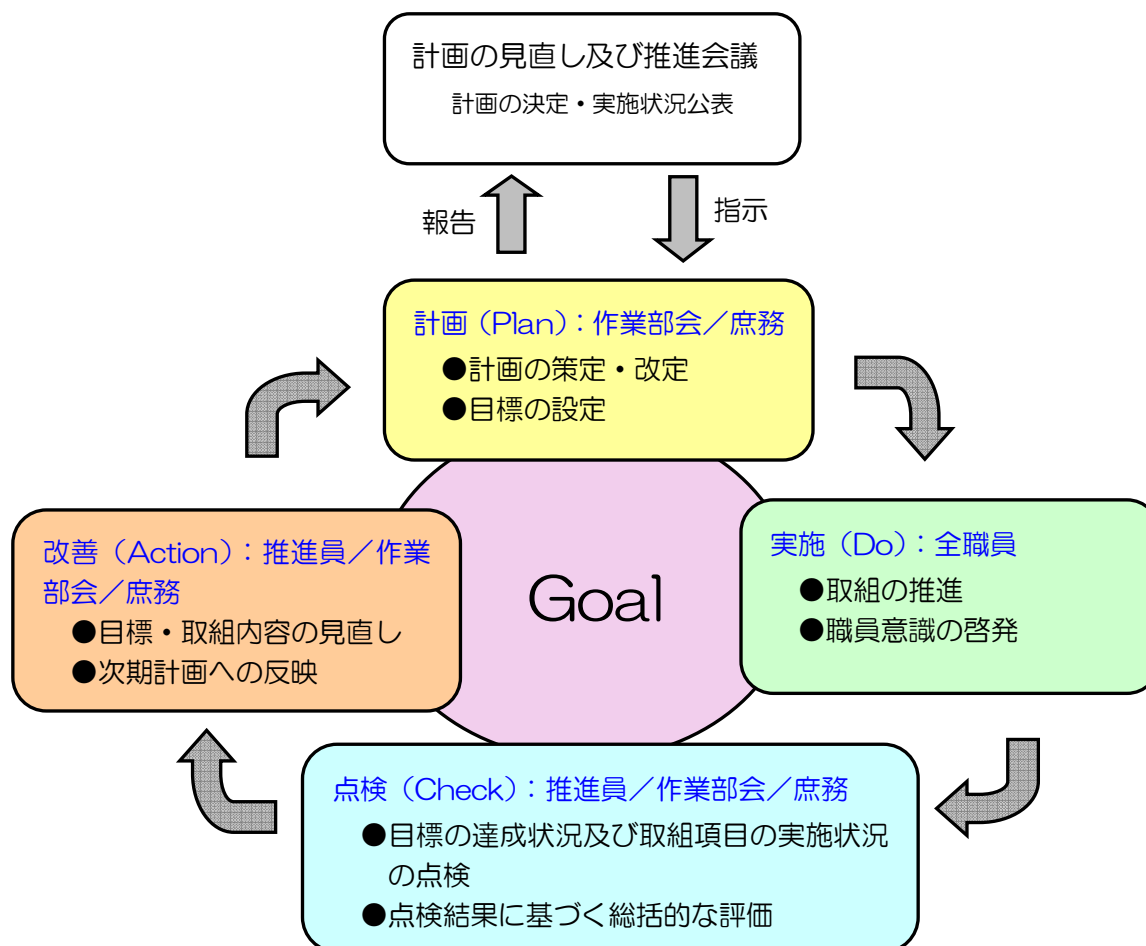 計画の見直し及び推進会議
計画の決定・実施状況公表
報告
指示
計画（Plan）：作業部会／庶務
●計画の策定・改定
●目標の設定
改善（Action）：推進員／作業
部会／庶務
●目標・取組内容の見直し
●次期計画への反映
Goal
実施（Do）：全職員
●取組の推進
●職員意識の啓発
点検（Check）：推進員／作業部会／庶務
●目標の達成状況及び取組項目の実施状況
の点検
●点検結果に基づく総括的な評価